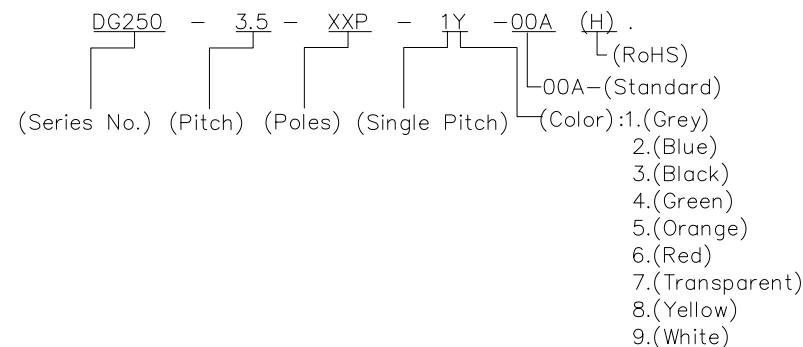 DG250 - 3.5 - XXP - 1Y -00A (H) .
(RoHS)
00A-(Standard)
(Series No.) (Pitch) (Poles) (Single Pitch) (Color):1.(Grey)
2.(Blue)
3.(Black)
4.(Green)
5.(Orange)
6.(Red)
7.(Transparent)
8.(Yellow)
9.(White)